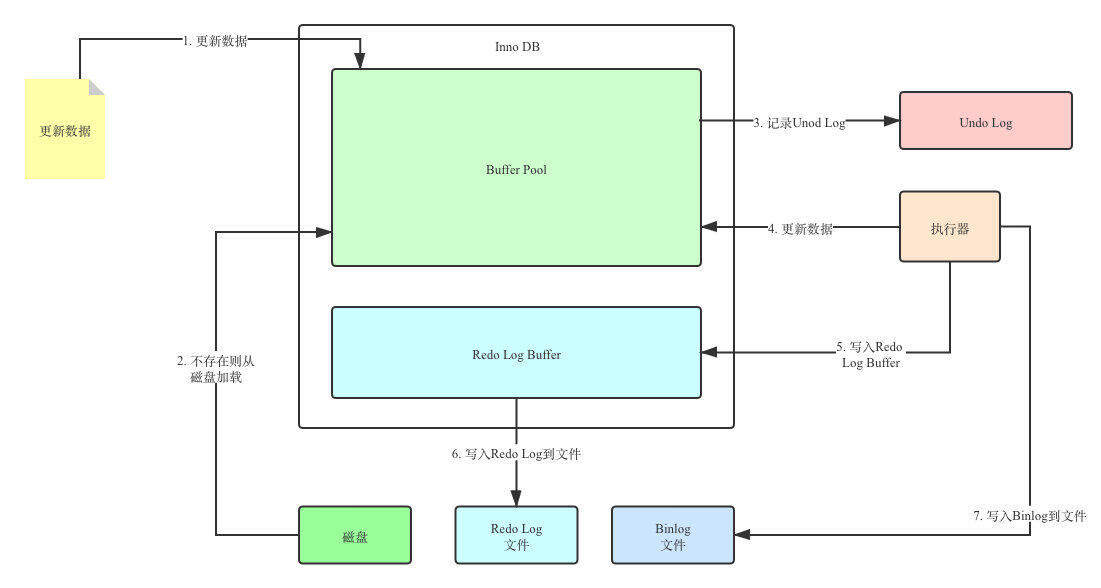 1. 更新数据
Inno DB
更新数据
Buffer Pool
3. 记录Unod Log
Undo Log
4. 更新数据
执行器
2. 不存在则从
磁盘加载
Redo Log Buffer
5. 写入Redo
Log Buffer
6. 写入Redo Log到文件
7. 写入Binlog到文件
磁盘
Redo Log
文件
Binlog
文件